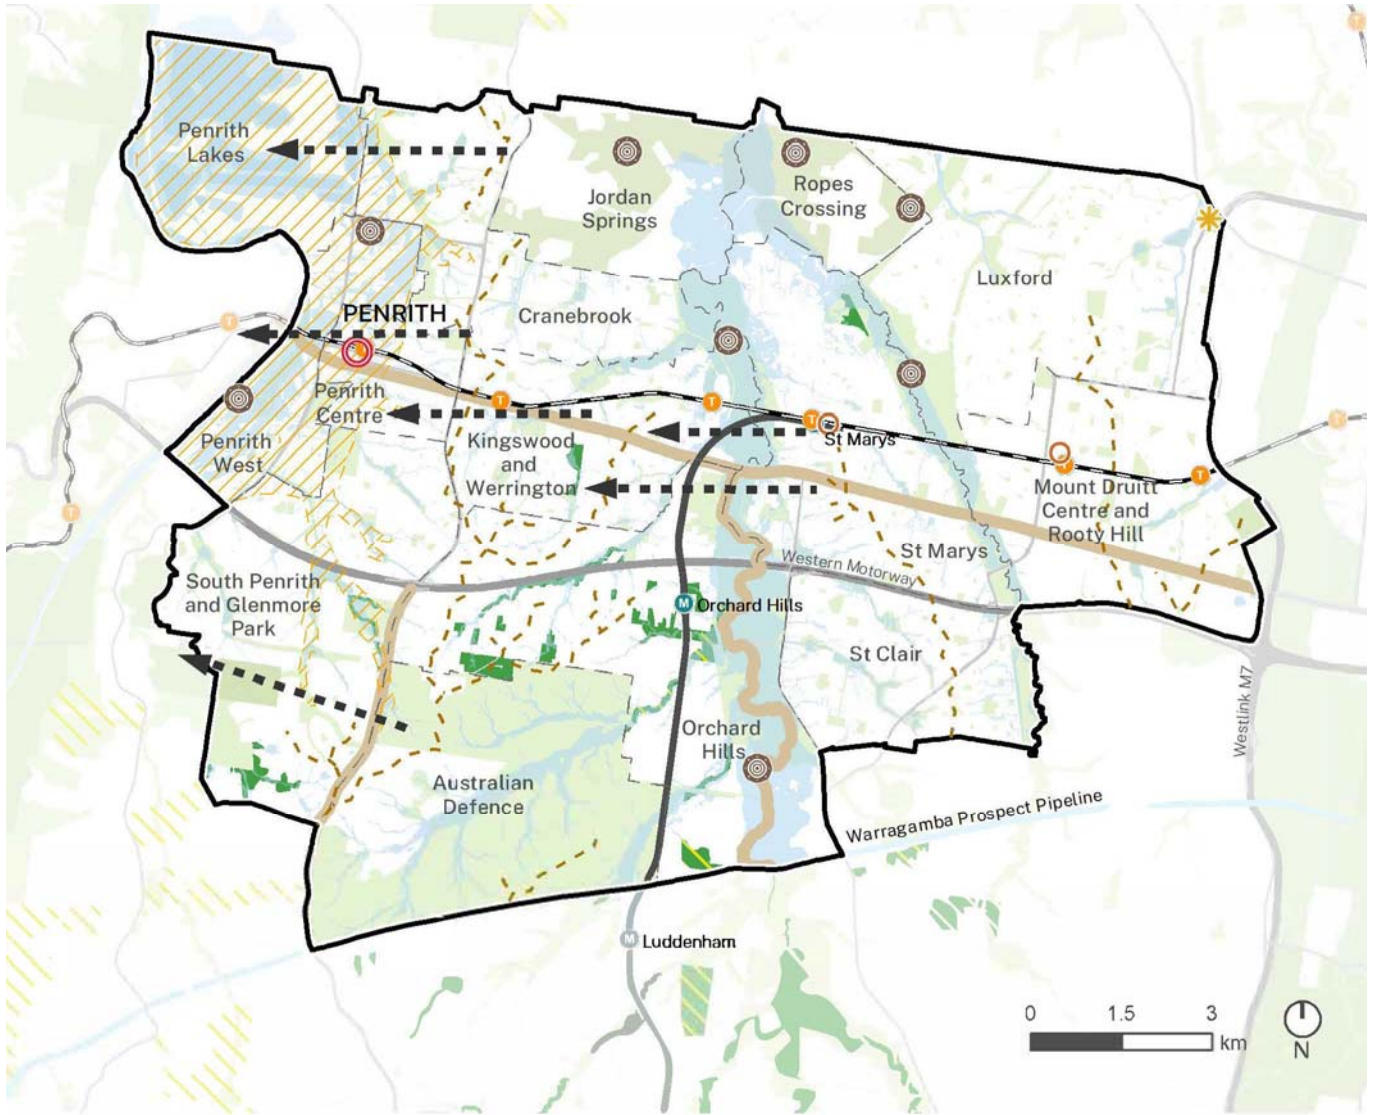 Penrith
Lakes
Jordan
Springs
Ropes
Crossing
Luxford
PENRITH
Cranebrook
T
T
T
T
T
T
T
T
T
T
Penrith
Centre
Penrith
West
Kingswood
and
Werrington
St Marys
Mount Druitt
Centre and
Rooty Hill
St Marys
Western Motorway
South Penrith
and Glenmore
Park
M
Orchard Hills
St Clair
Westlink M7
Orchard
Hills
Australian
Defence
Warragamba Prospect Pipeline
M
Luddenham
0 1.5 3
km
N